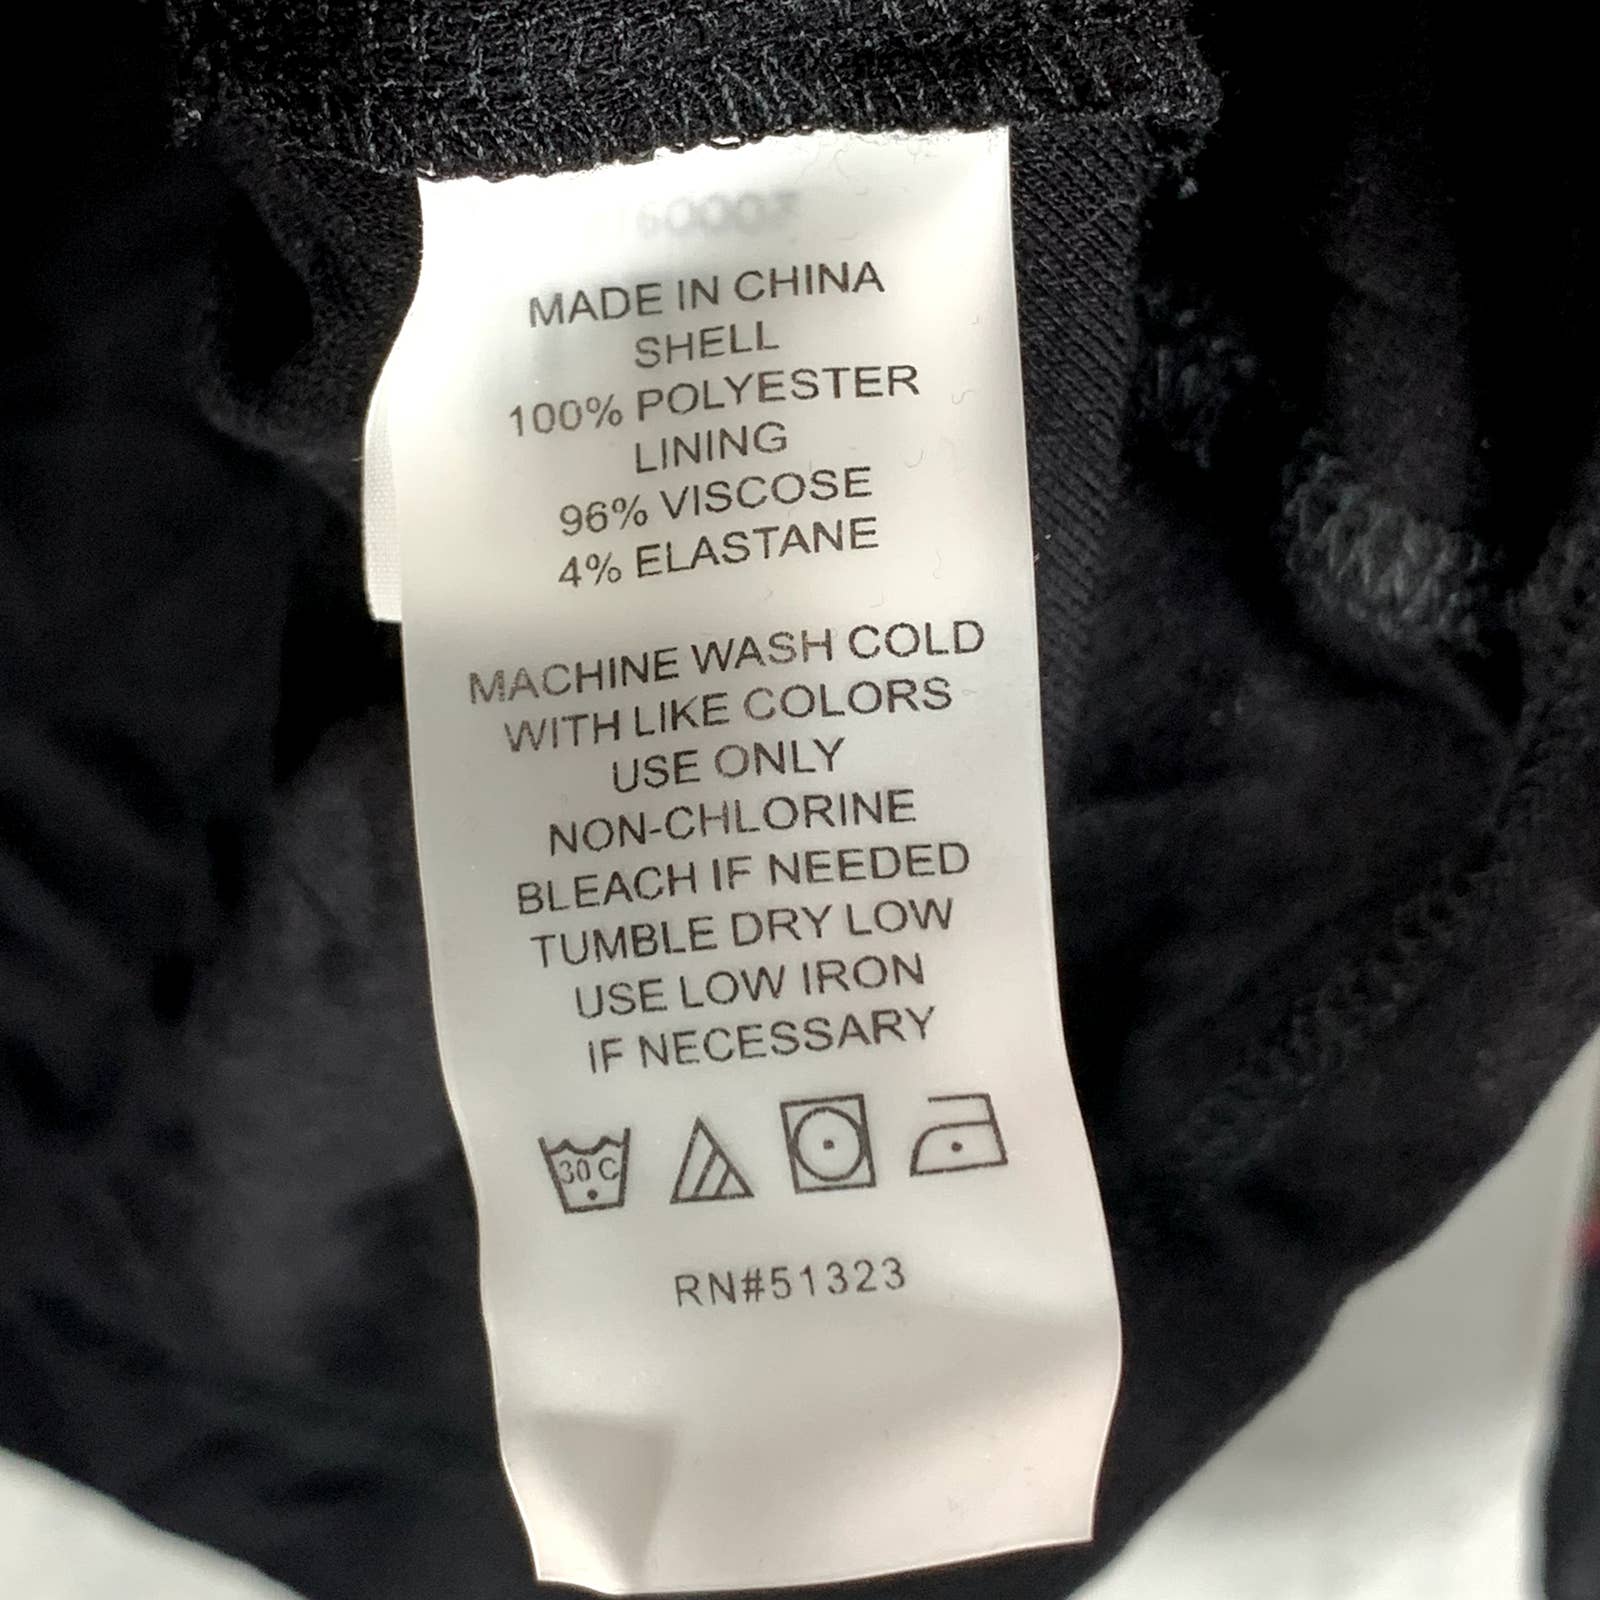 MADE IN CHINA
SHELL
100% POLYESTER
LINING
96% VISCOSE
4% ELASTANE
MACHINE WASH COLD
WITH LIKE COLORS
USE ONLY
NON-CHLORINE
BLEACH IF NEEDED
TUMBLE DRY LOW
USE LOW IRON
IF NECESSARY
30 C
RN#51323